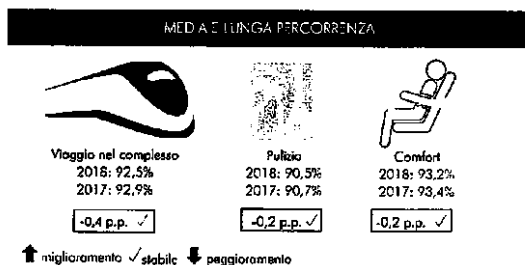 MEDIA E LUNGA PERCORRENZA
Viaggio nel complesso
2018: 92,5%
2017: 92,9%
-0,4 p.p. ✓
Pulizia
2018: 90,5%
2017: 90,7%
-0,2 p.p. ✓
Comfort
2018: 93,2%
2017: 93,4%
-0,2 p.p. ✓
⬆ miglioramento ✓ stabile ⬇ peggioramento